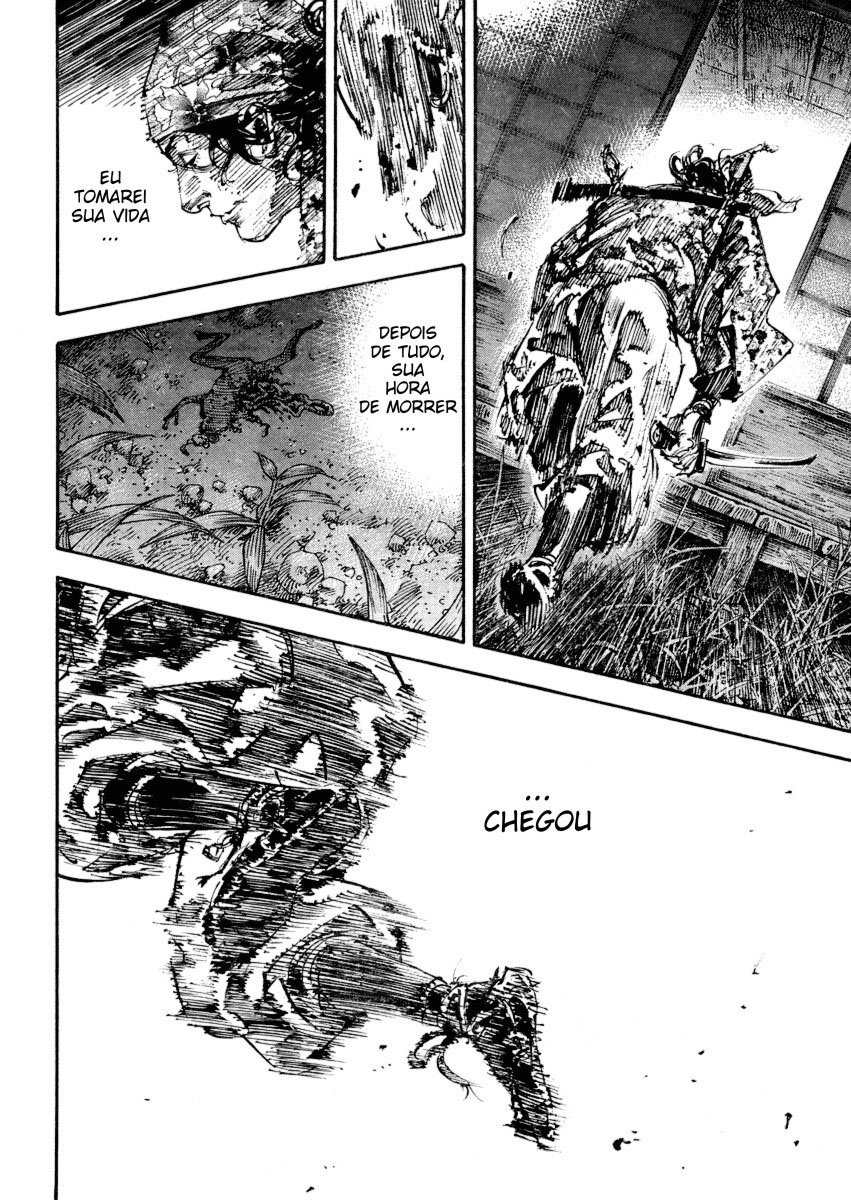 EU
TOMAREI
SUA VIDA
...
DEPOIS
DE TUDO,
SUA
HORA
DE MORRER
...
...
CHEGOU